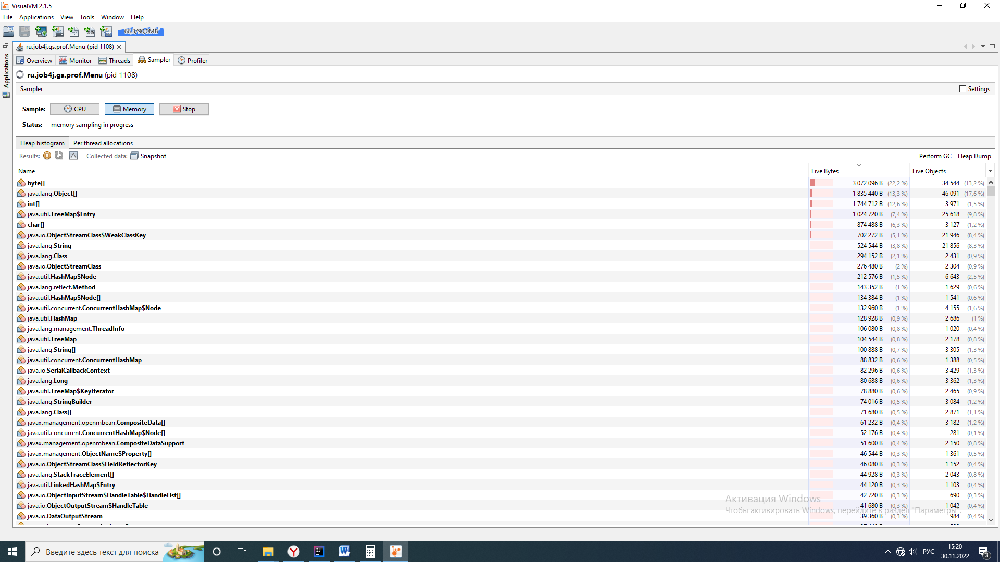 VisualVM 2.1.5
File Applications View Tools Window Help
66,3/90,0MB
ru.job4j.gs.prof.Menu (pid 1108)
Applications
Overview Monitor Threads Sampler Profiler
ru.job4j.gs.prof.Menu (pid 1108)
Sampler Settings
Sample: CPU Memory Stop
Status: memory sampling in progress
Heap histogram Per thread allocations
Results: Collected data: Snapshot Perform GC Heap Dump
Name Live Bytes Live Objects
byte[] 3 072 096 B (22,2 %) 34 544 (13,2 %)
java.lang.Object[] 1 835 440 B (13,3 %) 46 091 (17,6 %)
int[] 1 744 712 B (12,6 %) 3 971 (1,5 %)
java.util.TreeMap$Entry 1 024 720 B (7,4 %) 25 618 (9,8 %)
char[] 874 488 B (6,3 %) 3 127 (1,2 %)
java.io.ObjectStreamClass$WeakClassKey 702 272 B (5,1 %) 21 946 (8,4 %)
java.lang.String 524 544 B (3,8 %) 21 856 (8,3 %)
java.lang.Class 294 152 B (2,1 %) 2 431 (0,9 %)
java.io.ObjectStreamClass 276 480 B (2 %) 2 304 (0,9 %)
java.util.HashMap$Node 212 576 B (1,5 %) 6 643 (2,5 %)
java.lang.reflect.Method 143 352 B (1 %) 1 629 (0,6 %)
java.util.HashMap$Node[] 134 384 B (1 %) 1 541 (0,6 %)
java.util.concurrent.ConcurrentHashMap$Node 132 960 B (1 %) 4 155 (1,6 %)
java.util.HashMap 128 928 B (0,9 %) 2 686 (1 %)
java.lang.management.ThreadInfo 106 080 B (0,8 %) 1 020 (0,4 %)
java.util.TreeMap 104 544 B (0,8 %) 2 178 (0,8 %)
java.lang.String[] 100 888 B (0,7 %) 3 305 (1,3 %)
java.util.concurrent.ConcurrentHashMap 88 832 B (0,6 %) 1 388 (0,5 %)
java.io.SerialCallbackContext 82 296 B (0,6 %) 3 429 (1,3 %)
java.lang.Long 80 688 B (0,6 %) 3 362 (1,3 %)
java.util.TreeMap$KeyIterator 78 880 B (0,6 %) 2 465 (0,9 %)
java.lang.StringBuilder 74 016 B (0,5 %) 3 084 (1,2 %)
java.lang.Class[] 71 680 B (0,5 %) 2 871 (1,1 %)
javax.management.openmbean.CompositeData[] 61 232 B (0,4 %) 3 182 (1,2 %)
java.util.concurrent.ConcurrentHashMap$Node[] 52 176 B (0,4 %) 281 (0,1 %)
javax.management.openmbean.CompositeDataSupport 51 600 B (0,4 %) 2 150 (0,8 %)
javax.management.ObjectName$Property[] 46 544 B (0,3 %) 1 361 (0,5 %)
java.io.ObjectStreamClass$FieldReflectorKey 46 080 B (0,3 %) 1 152 (0,4 %)
java.lang.StackTraceElement[] 44 928 B (0,3 %) 2 043 (0,8 %)
java.util.LinkedHashMap$Entry 44 120 B (0,3 %) 1 103 (0,4 %)
java.io.ObjectInputStream$HandleTable$HandleList[] 42 720 B (0,3 %) 690 (0,3 %)
java.io.ObjectOutputStream$HandleTable 41 680 B (0,3 %) 1 042 (0,4 %)
java.io.DataOutputStream 39 360 B (0,3 %) 984 (0,4 %)
Активация Windows
Чтобы активировать Windows, перейдите в раздел "Параметры".
Введите здесь текст для поиска
РУС
15:20
30.11.2022
3